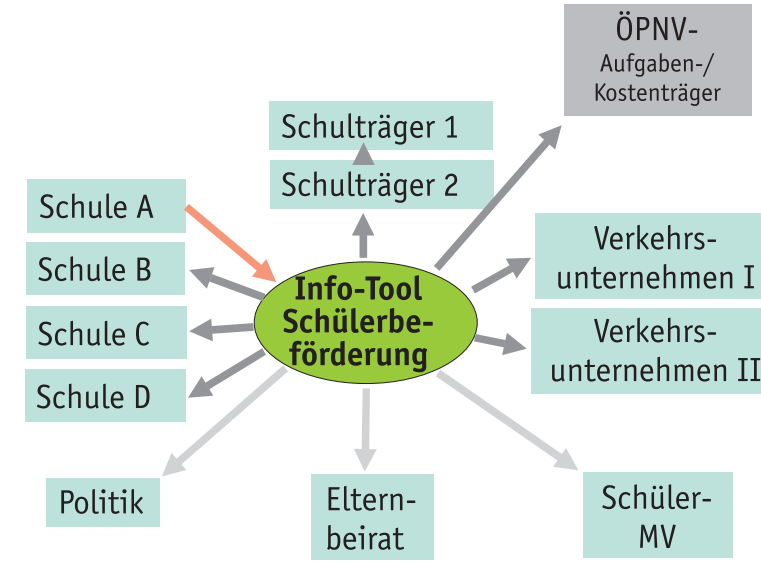 ÖPNV-
Aufgaben-/
Kostenträger
Schulträger 1
Schulträger 2
Schule A
Schule B
Schule C
Schule D
Info-Tool
Schülerbe-
förderung
Verkehrs-
unternehmen I
Verkehrs-
unternehmen II
Politik
Eltern-
beirat
Schüler-
MV